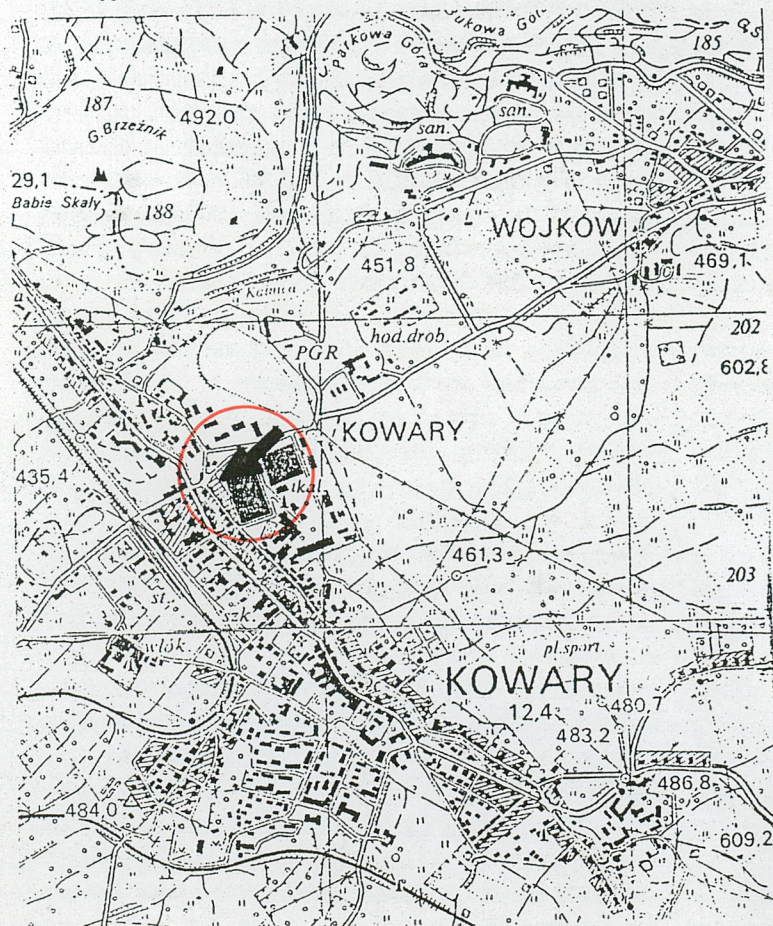 Bukowa Góra
Parkowa Góra
G.S
185
187
492,0
G. Brzeźnik
san.
san.
29,1
Babie Skały
188
WOJKÓW
451,8
469,1
hod.drob.
202
PGR
602,8
KOWARY
435,4
tkal.
461,3
203
st.
szk.
włók.
pl.sport.
KOWARY
12,4
480,7
483,2
486,8
484,0
609,2